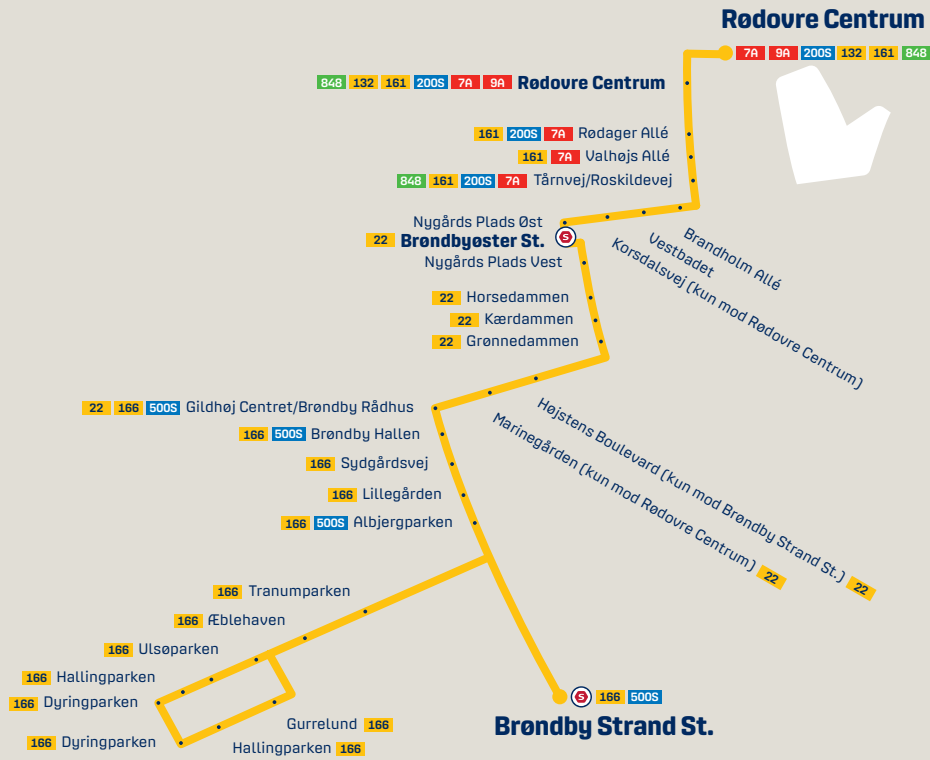 Rødovre Centrum
7A 9A 200S 132 161 848
848 132 161 200S 7A 9A Rødovre Centrum
161 200S 7A Rødager Allé
161 7A Valhøjs Allé
848 161 200S 7A Tårnvej/Roskildevej
Nygårds Plads Øst
22 Brøndbyøster St. S
Nygårds Plads Vest
Brandholm Allé
Vestbadet
Korsdalsvej (kun mod Rødovre Centrum)
22 Horsedammen
22 Kærdammen
22 Grønnedammen
Højstens Boulevard (kun mod Brøndby Strand St.) 22
Marinegården (kun mod Rødovre Centrum) 22
22 166 500S Gildhøj Centret/Brøndby Rådhus
166 500S Brøndby Hallen
166 Sydgårdsvej
166 Lillegården
166 500S Albjergparken
166 Tranumparken
166 Æblehaven
166 Ulsøparken
166 Hallingparken
166 Dyringparken
166 Dyringparken
Gurrelund 166
Hallingparken 166
S 166 500S
Brøndby Strand St.